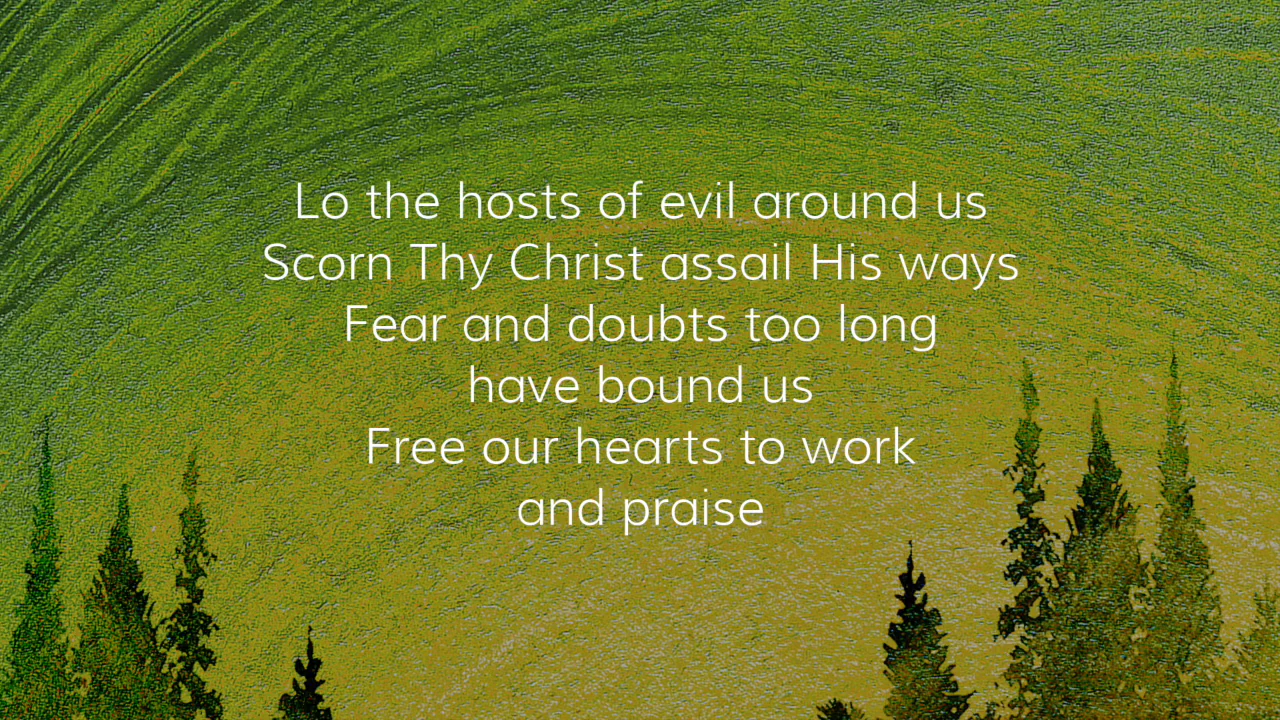 Lo the hosts of evil around us
Scorn Thy Christ assail His ways
Fear and doubts too long
have bound us
Free our hearts to work
and praise